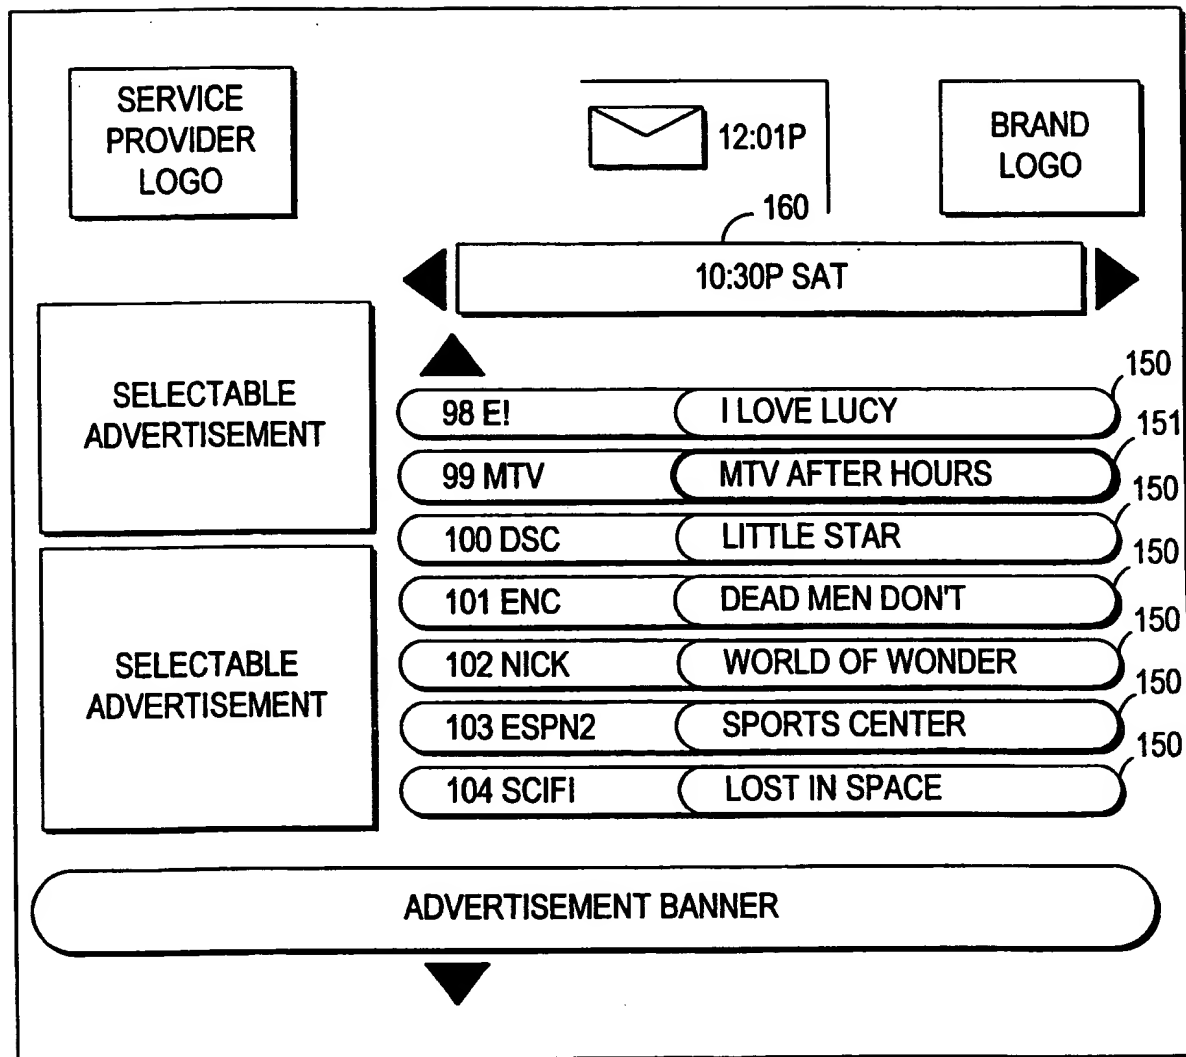 SERVICE
PROVIDER
LOGO
12:01P
BRAND
LOGO
160
10:30P SAT
SELECTABLE
ADVERTISEMENT
150
98 E! I LOVE LUCY
151
99 MTV MTV AFTER HOURS
150
100 DSC LITTLE STAR
150
101 ENC DEAD MEN DON'T
150
102 NICK WORLD OF WONDER
150
103 ESPN2 SPORTS CENTER
150
104 SCIFI LOST IN SPACE
SELECTABLE
ADVERTISEMENT
ADVERTISEMENT BANNER